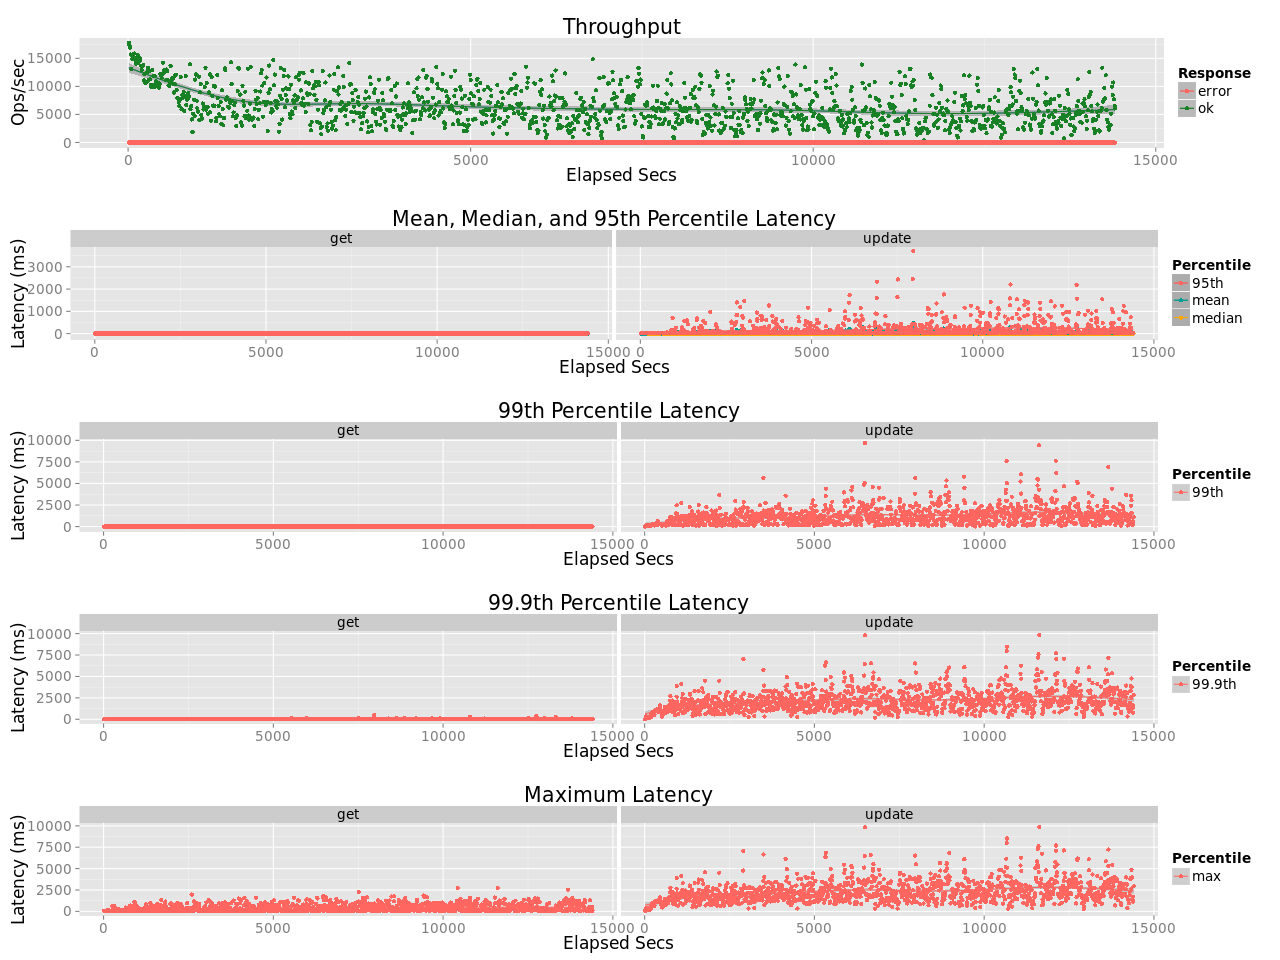 Throughput
Ops/sec
15000
10000
5000
0
0 5000 10000 15000
Elapsed Secs
Response
error
ok
Mean, Median, and 95th Percentile Latency
get update
Latency (ms)
3000
2000
1000
0
0 5000 10000 15000 0 5000 10000 15000
Elapsed Secs
Percentile
95th
mean
median
99th Percentile Latency
get update
Latency (ms)
10000
7500
5000
2500
0
0 5000 10000 15000 0 5000 10000 15000
Elapsed Secs
Percentile
99th
99.9th Percentile Latency
get update
Latency (ms)
10000
7500
5000
2500
0
0 5000 10000 15000 0 5000 10000 15000
Elapsed Secs
Percentile
99.9th
Maximum Latency
get update
Latency (ms)
10000
7500
5000
2500
0
0 5000 10000 15000 0 5000 10000 15000
Elapsed Secs
Percentile
max